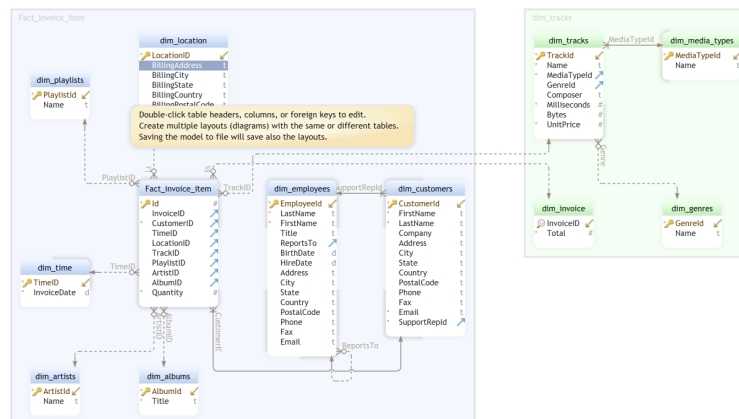 Fact_invoice_item
dim_tracks
dim_location
LocationID
BillingAddress t
BillingCity t
BillingState t
BillingCountry t
BillingPostalCode t
dim_playlists
PlaylistId
Name t
Double-click table headers, columns, or foreign keys to edit.
Create multiple layouts (diagrams) with the same or different tables.
Saving the model to file will save also the layouts.
dim_tracks
TrackId
Name t
MediaTypeId
GenreId
Composer t
Milliseconds #
Bytes #
UnitPrice #
MediaTypeId
dim_media_types
MediaTypeId
Name t
Genre
PlaylistID
TrackID
Fact_invoice_item
Id #
InvoiceID
CustomerID
TimeID
LocationID
TrackID
PlaylistID
ArtistID
AlbumID
Quantity #
dim_employees
EmployeeId
LastName t
FirstName t
Title t
ReportsTo
BirthDate d
HireDate d
Address t
City t
State t
Country t
PostalCode t
Phone t
Fax t
Email t
SupportRepId
dim_customers
CustomerId
FirstName t
LastName t
Company t
Address t
City t
State t
Country t
PostalCode t
Phone t
Fax t
Email t
SupportRepId
dim_invoice
InvoiceID
Total #
dim_genres
GenreId
Name t
dim_time
TimeID
InvoiceDate d
TimeID
ArtistID
AlbumID
ReportsTo
dim_artists
ArtistId
Name t
dim_albums
AlbumId
Title t